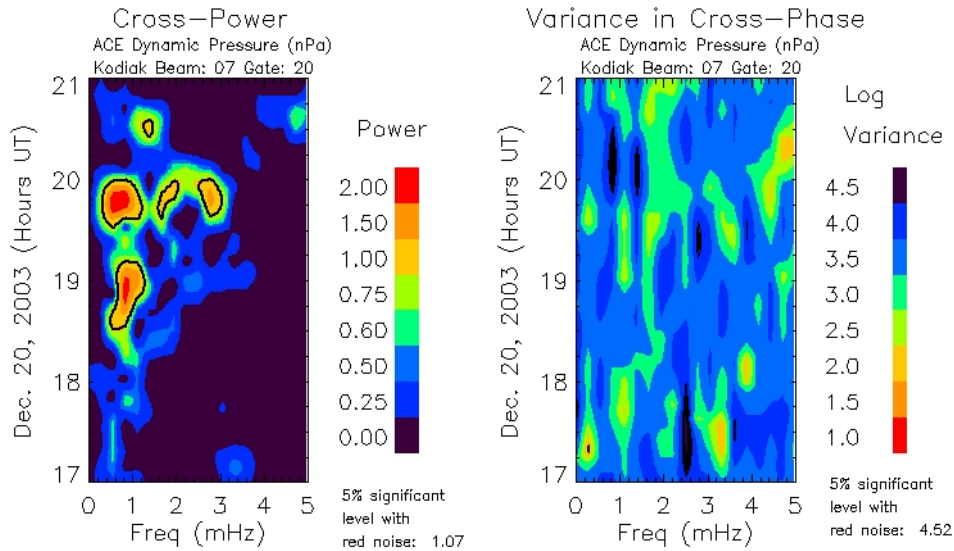 Cross-Power
ACE Dynamic Pressure (nPa)
Kodiak Beam: 07 Gate: 20
Dec. 20, 2003 (Hours UT)
21
20
19
18
17
0 1 2 3 4 5
Freq (mHz)
Power
2.00
1.50
1.00
0.75
0.60
0.50
0.25
0.00
5% significant
level with
red noise: 1.07
Variance in Cross-Phase
ACE Dynamic Pressure (nPa)
Kodiak Beam: 07 Gate: 20
Dec. 20, 2003 (Hours UT)
21
20
19
18
17
0 1 2 3 4 5
Freq (mHz)
Log
Variance
4.5
4.0
3.5
3.0
2.5
2.0
1.5
1.0
5% significant
level with
red noise: 4.52